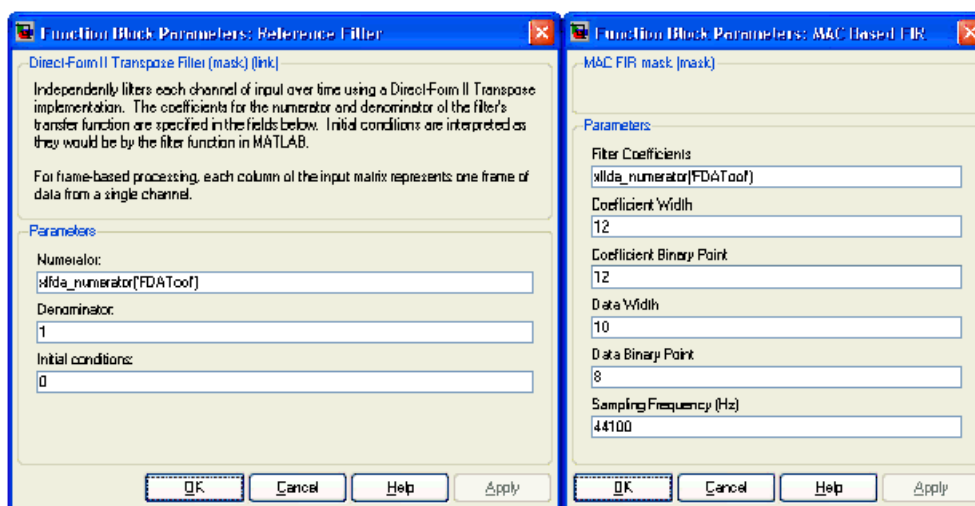 Function Block Parameters: Reference Filter
Direct-Form II Transpose Filter (mask) (link)
Independently filters each channel of input over time using a Direct-Form II Transpose
implementation. The coefficients for the numerator and denominator of the filter's
transfer function are specified in the fields below. Initial conditions are interpreted as
they would be by the filter function in MATLAB.
For frame-based processing, each column of the input matrix represents one frame of
data from a single channel.
Parameters
Numerator:
xlfda_numerator('FDATool')
Denominator:
1
Initial conditions:
0
OK
Cancel
Help
Apply
Function Block Parameters: MAC Based FIR
MAC FIR mask (mask)
Parameters
Filter Coefficients
xlfda_numerator('FDATool')
Coefficient Width
12
Coefficient Binary Point
12
Data Width
10
Data Binary Point
8
Sampling Frequency (Hz)
44100
OK
Cancel
Help
Apply